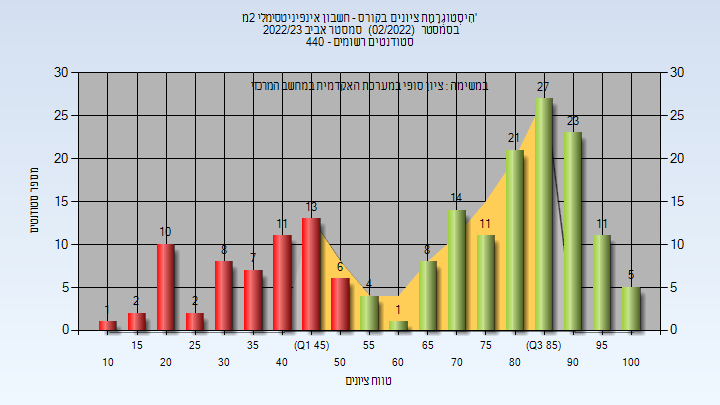 היסטוגרמת ציונים בקורס - חשבון אינפיניטסימלי 2מ'
בסמסטר (02/2022) סמסטר אביב 2022/23
סטודנטים רשומים - 440
במשימה : ציון סופי במערכת האקדמית במחשב המרכזי
מספר סטודנטים
30 25 20 15 10 5 0
30 25 20 15 10 5 0
1 2 10 2 8 7 11 13 6 4 1 8 14 11 21 27 23 11 5
15 25 35 (Q1 45) 55 65 75 (Q3 85) 95
10 20 30 40 50 60 70 80 90 100
טווח ציונים